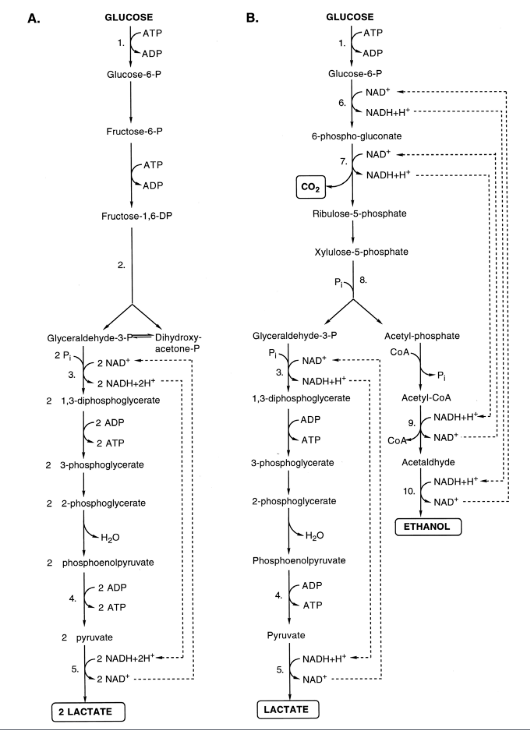 A.
GLUCOSE
1.
ATP
ADP
Glucose-6-P
Fructose-6-P
ATP
ADP
Fructose-1,6-DP
2.
Glyceraldehyde-3-P
Dihydroxy-
acetone-P
2 Pi
3.
2 NAD+
2 NADH+2H+
2 1,3-diphosphoglycerate
2 ADP
2 ATP
2 3-phosphoglycerate
2 2-phosphoglycerate
H2O
2 phosphoenolpyruvate
4.
2 ADP
2 ATP
2 pyruvate
5.
2 NADH+2H+
2 NAD+
2 LACTATE
B.
GLUCOSE
1.
ATP
ADP
Glucose-6-P
6.
NAD+
NADH+H+
6-phospho-gluconate
7.
NAD+
NADH+H+
CO2
Ribulose-5-phosphate
Xylulose-5-phosphate
Pi
8.
Glyceraldehyde-3-P
Pi
3.
NAD+
NADH+H+
1,3-diphosphoglycerate
ADP
ATP
3-phosphoglycerate
2-phosphoglycerate
H2O
Phosphoenolpyruvate
4.
ADP
ATP
Pyruvate
5.
NADH+H+
NAD+
LACTATE
Acetyl-phosphate
CoA
Pi
Acetyl-CoA
9.
NADH+H+
CoA
NAD+
Acetaldhyde
10.
NADH+H+
NAD+
ETHANOL